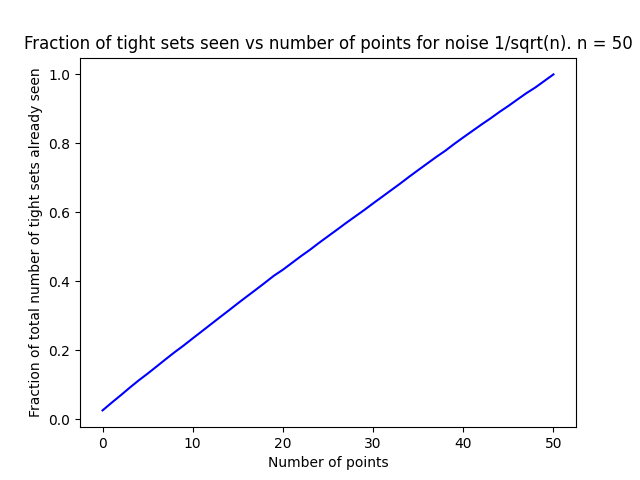 Fraction of tight sets seen vs number of points for noise 1/sqrt(n). n = 50
Fraction of total number of tight sets already seen
1.0
0.8
0.6
0.4
0.2
0.0
0 10 20 30 40 50
Number of points